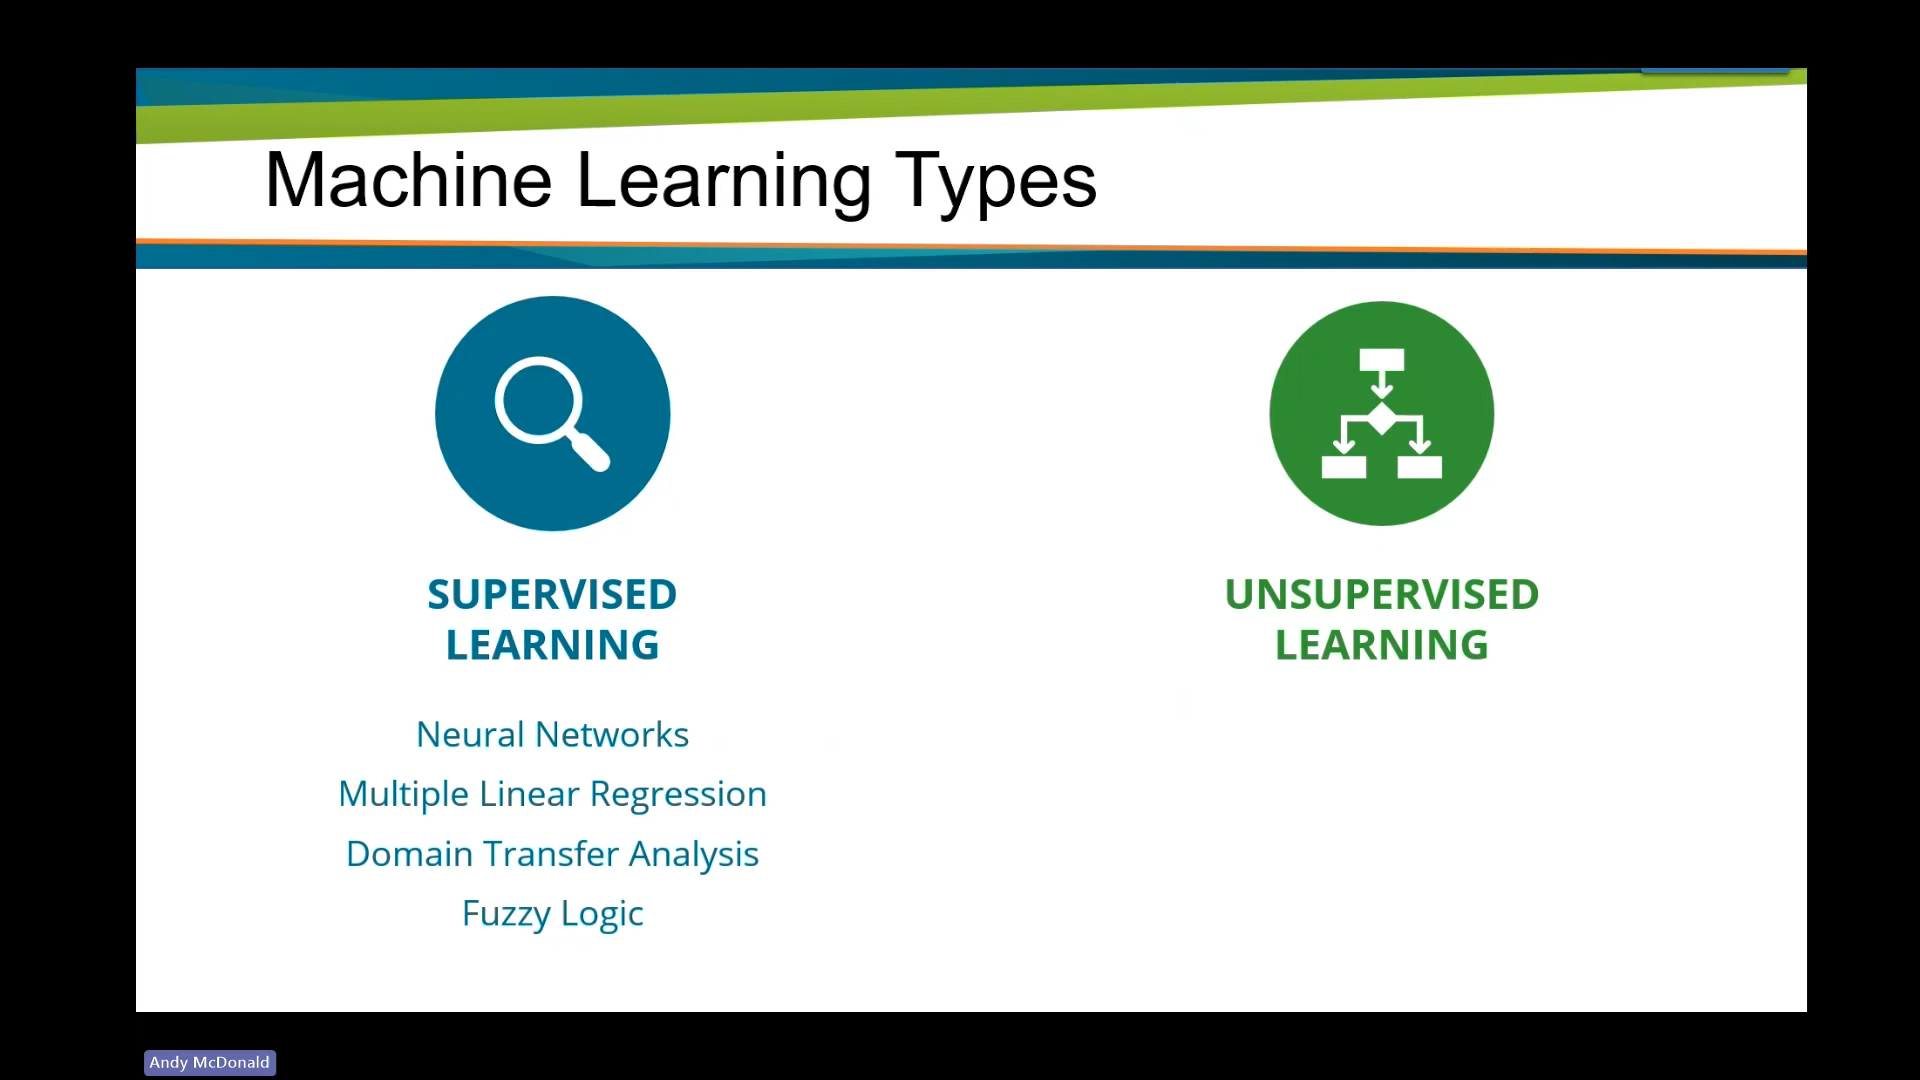 Machine Learning Types
SUPERVISED
LEARNING
Neural Networks
Multiple Linear Regression
Domain Transfer Analysis
Fuzzy Logic
UNSUPERVISED
LEARNING
Andy McDonald